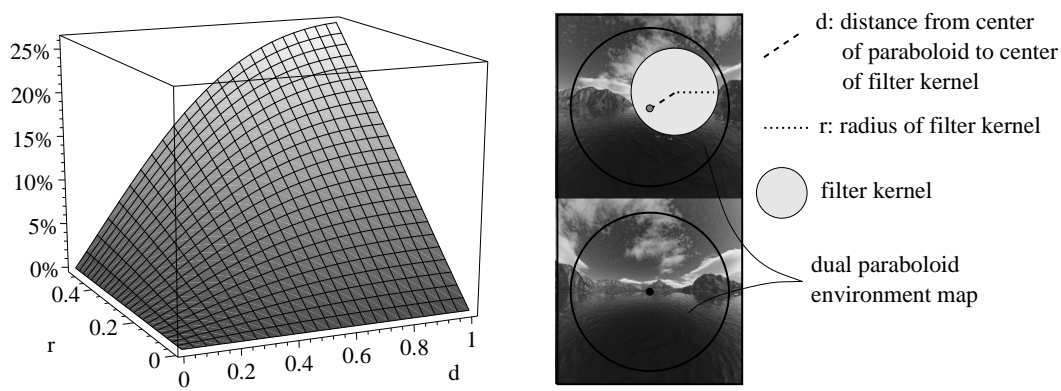 25%
20%
15%
10%
5%
0%
0.4
0.2
0
r
0
0.2
0.4
0.6
0.8
1
d
d: distance from center
of paraboloid to center
of filter kernel
r: radius of filter kernel
filter kernel
dual paraboloid
environment map